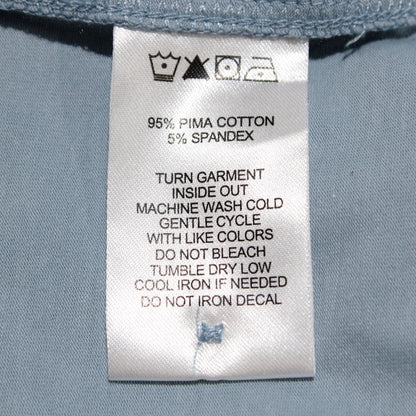 95% PIMA COTTON
5% SPANDEX
TURN GARMENT
INSIDE OUT
MACHINE WASH COLD
GENTLE CYCLE
WITH LIKE COLORS
DO NOT BLEACH
TUMBLE DRY LOW
COOL IRON IF NEEDED
DO NOT IRON DECAL